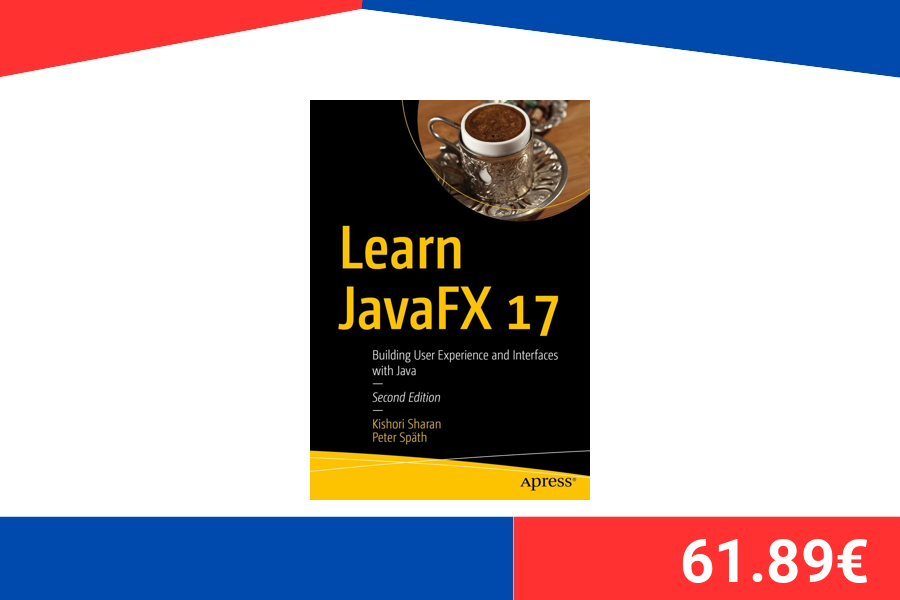 Learn
JavaFX 17
Building User Experience and Interfaces
with Java
—
Second Edition
—
Kishori Sharan
Peter Späth
Apress®
61.89€